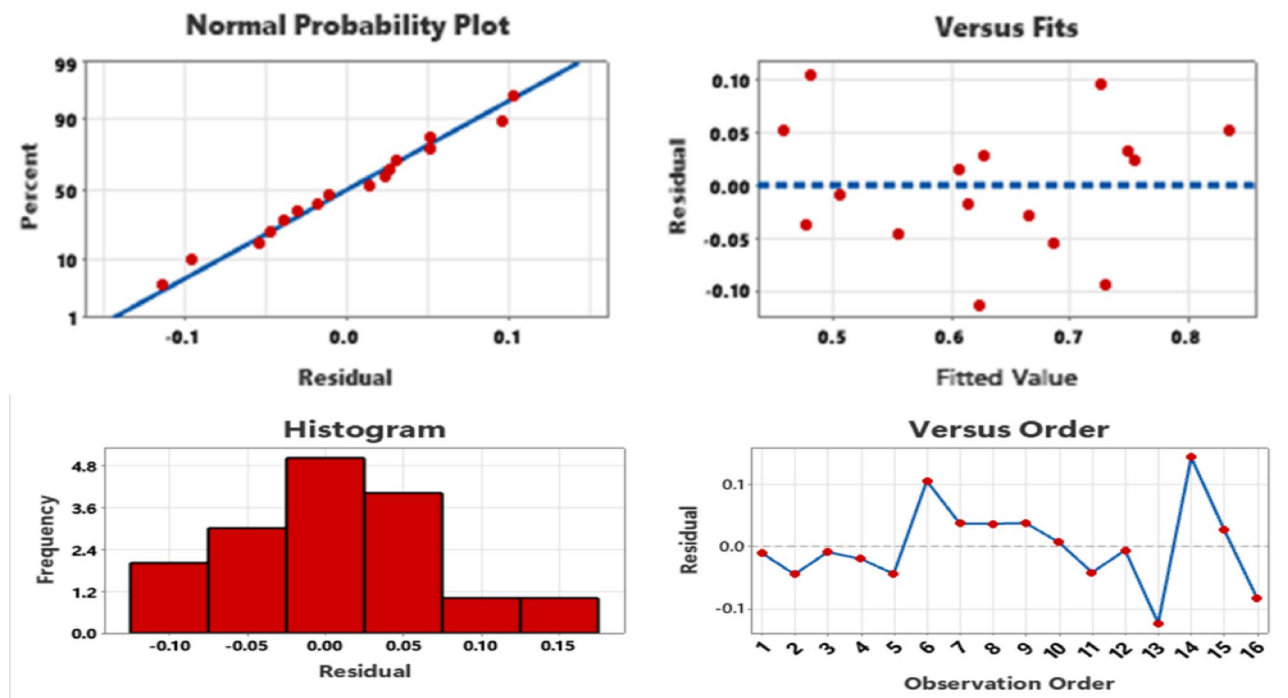 Normal Probability Plot
99
90
50
10
1
Percent
-0.1 0.0 0.1
Residual
Versus Fits
0.10
0.05
0.00
-0.05
-0.10
Residual
0.5 0.6 0.7 0.8
Fitted Value
Histogram
4.8
3.6
2.4
1.2
0.0
Frequency
-0.10 -0.05 0.00 0.05 0.10 0.15
Residual
Versus Order
0.1
0.0
-0.1
Residual
1 2 3 4 5 6 7 8 9 10 11 12 13 14 15 16
Observation Order